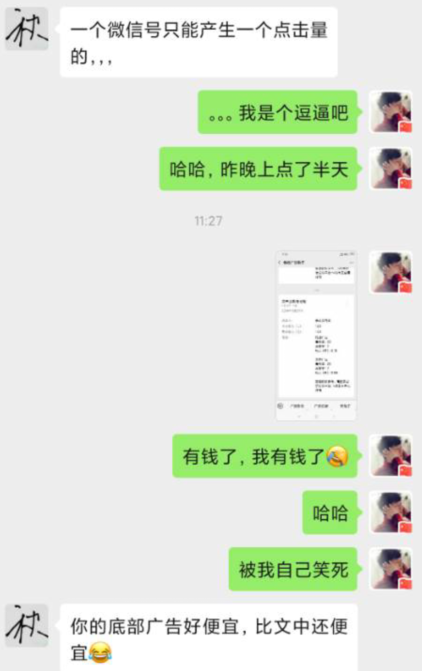 秋
一个微信号只能产生一个点击量
的,,,
。。。我是个逗逼吧
哈哈，昨晚上点了半天
11:27
有钱了，我有钱了
哈哈
被我自己笑死
秋
你的底部广告好便宜，比文中还便
宜